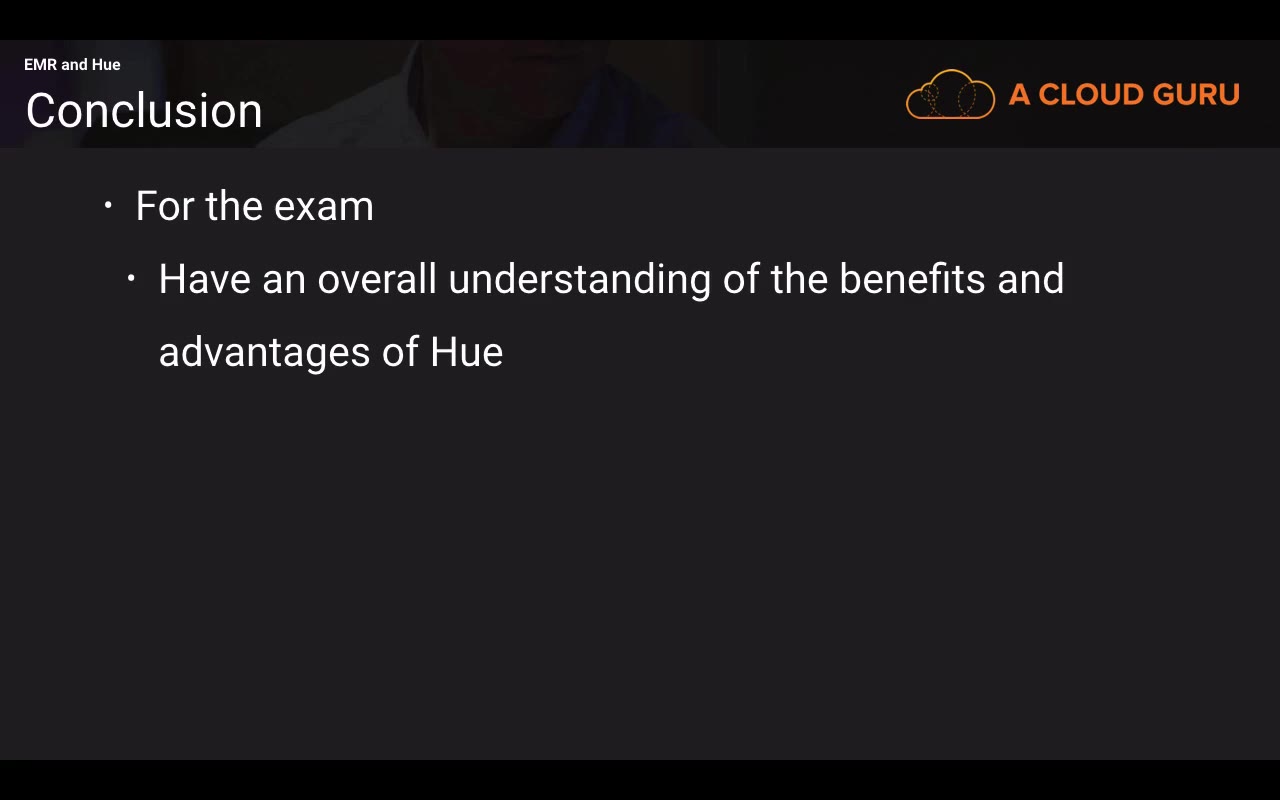 EMR and Hue
Conclusion
A CLOUD GURU
• For the exam
• Have an overall understanding of the benefits and
advantages of Hue